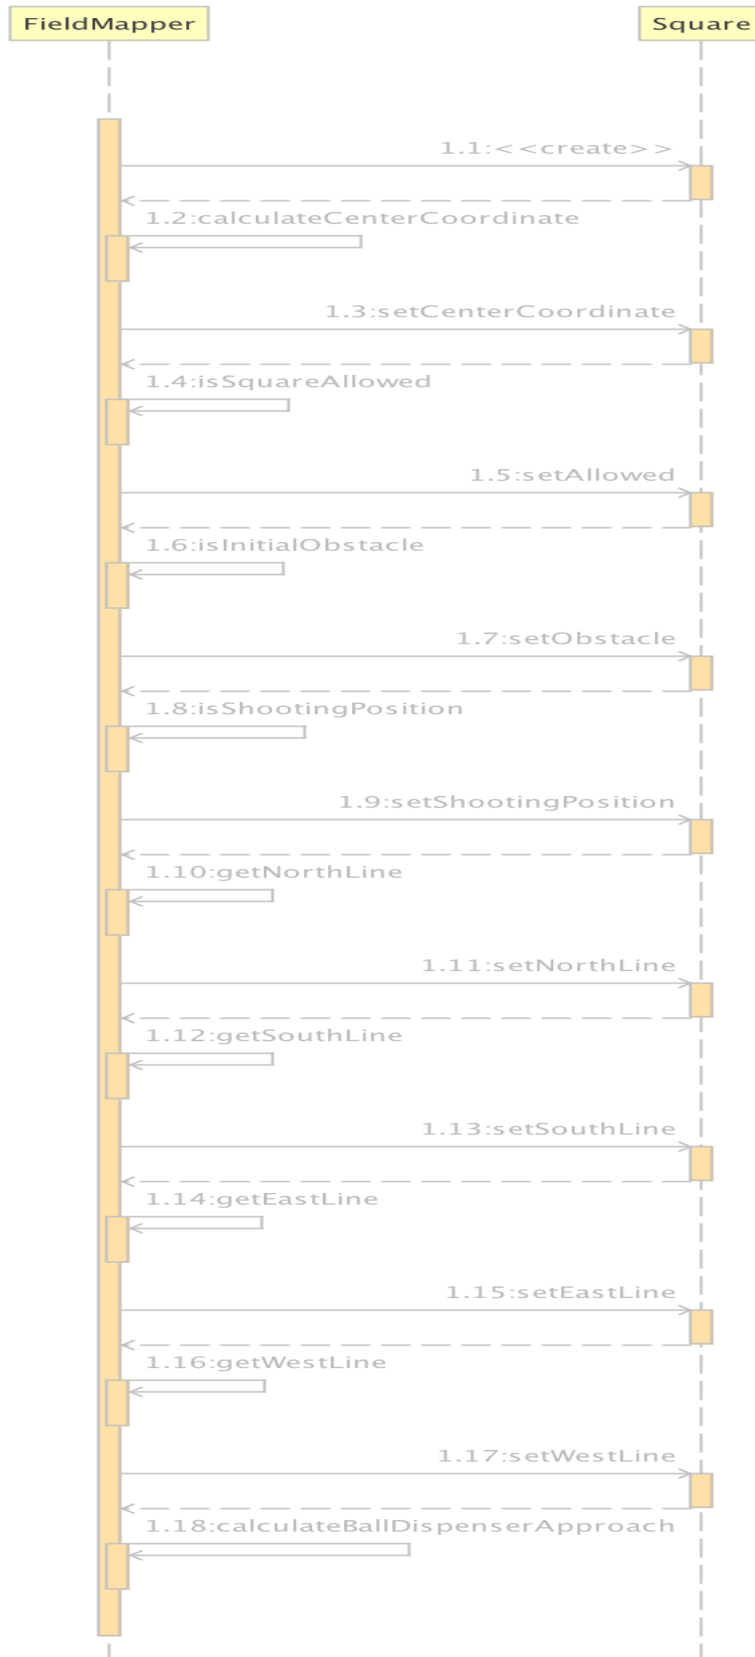 FieldMapper
Square
1.1:<<create>>
1.2:calculateCenterCoordinate
1.3:setCenterCoordinate
1.4:isSquareAllowed
1.5:setAllowed
1.6:isInitialObstacle
1.7:setObstacle
1.8:isShootingPosition
1.9:setShootingPosition
1.10:getNorthLine
1.11:setNorthLine
1.12:getSouthLine
1.13:setSouthLine
1.14:getEastLine
1.15:setEastLine
1.16:getWestLine
1.17:setWestLine
1.18:calculateBallDispenserApproach